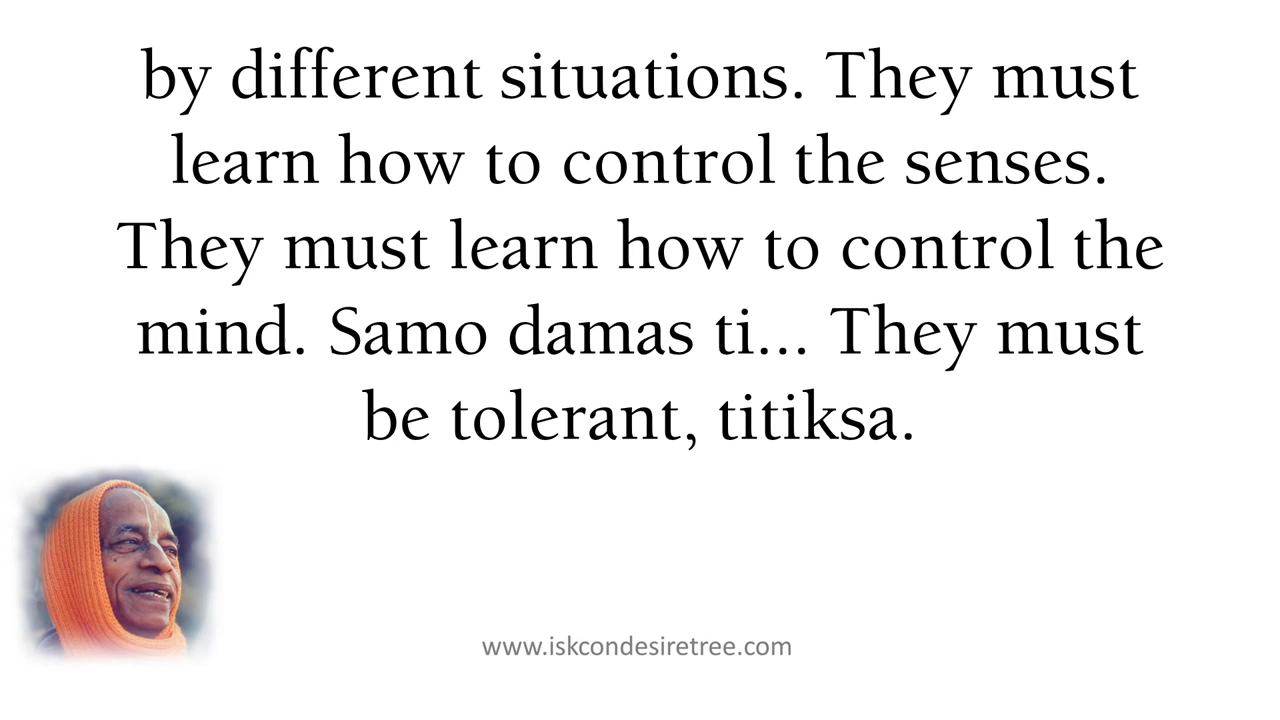 by different situations. They must
learn how to control the senses.
They must learn how to control the
mind. Samo damas ti... They must
be tolerant, titiksa.
www.iskcondesiretree.com